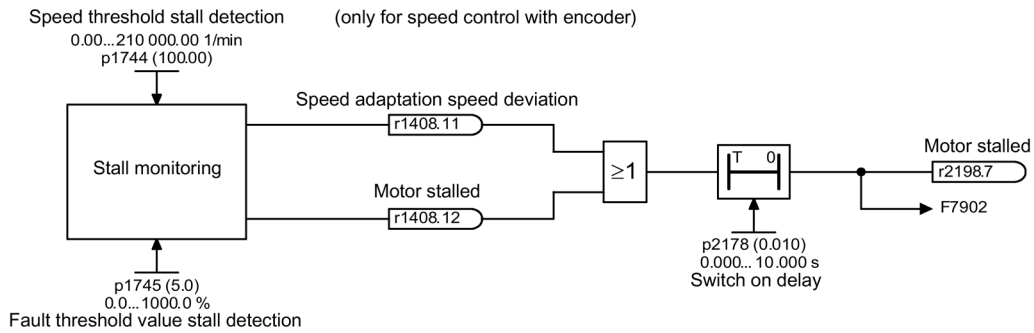 Speed threshold stall detection
(only for speed control with encoder)
0.00...210 000.00 1/min
p1744 (100.00)
Speed adaptation speed deviation
r1408.11
Stall monitoring
≥1
T 0
Motor stalled
r2198.7
Motor stalled
r1408.12
F7902
p2178 (0.010)
0.000... 10.000 s
Switch on delay
p1745 (5.0)
0.0...1000.0 %
Fault threshold value stall detection